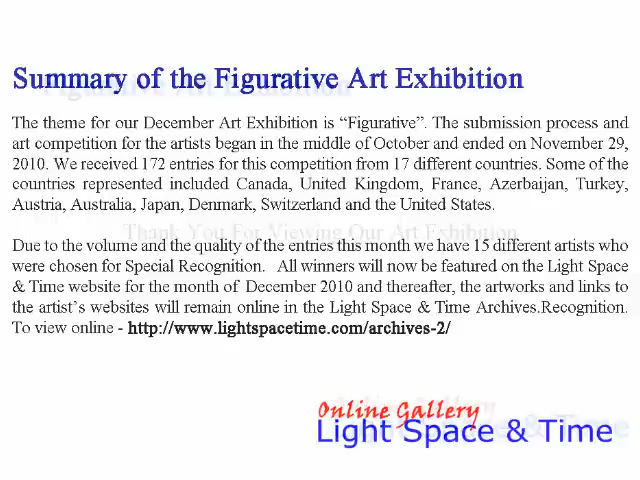 Summary of the Figurative Art Exhibition
The theme for our December Art Exhibition is “Figurative”. The submission process and
art competition for the artists began in the middle of October and ended on November 29,
2010. We received 172 entries for this competition from 17 different countries. Some of the
countries represented included Canada, United Kingdom, France, Azerbaijan, Turkey,
Austria, Australia, Japan, Denmark, Switzerland and the United States.
Thank You For Viewing Our Art Exhibition
Due to the volume and the quality of the entries this month we have 15 different artists who
were chosen for Special Recognition. All winners will now be featured on the Light Space
& Time website for the month of December 2010 and thereafter, the artworks and links to
the artist’s websites will remain online in the Light Space & Time Archives.Recognition.
To view online - http://www.lightspacetime.com/archives-2/
Online Gallery
Light Space & Time